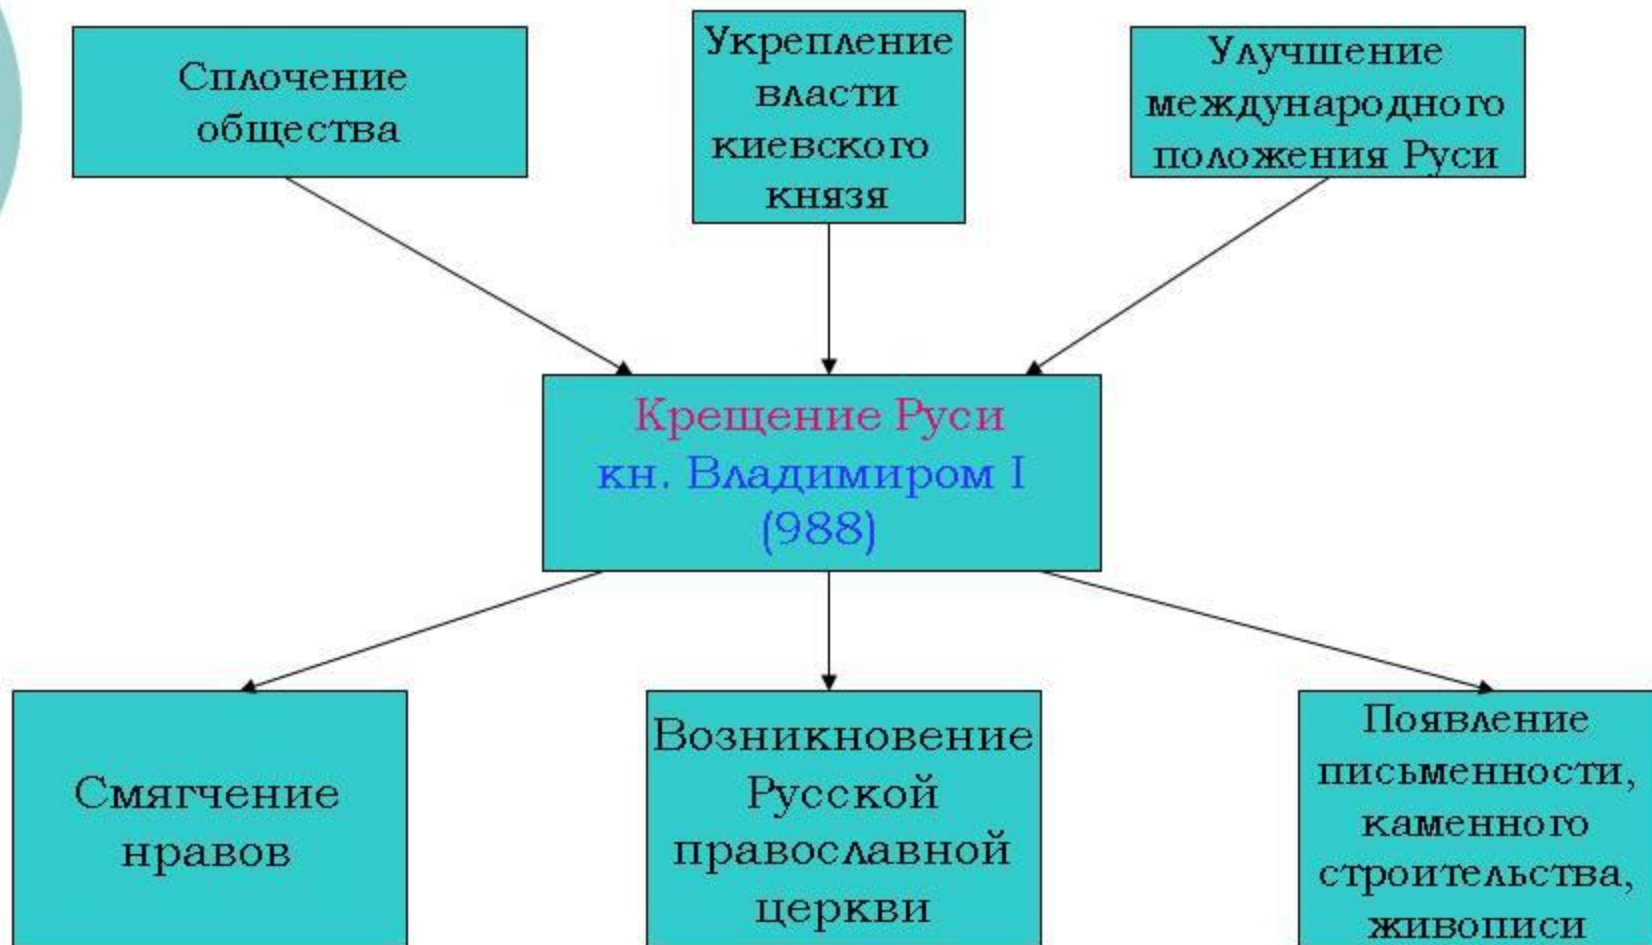 Сплочение
общества
Укрепление
власти
киевского
князя
Улучшение
международного
положения Руси
Крещение Руси
кн. Владимиром I
(988)
Смягчение
нравов
Возникновение
Русской
православной
церкви
Появление
письменности,
каменного
строительства,
живописи